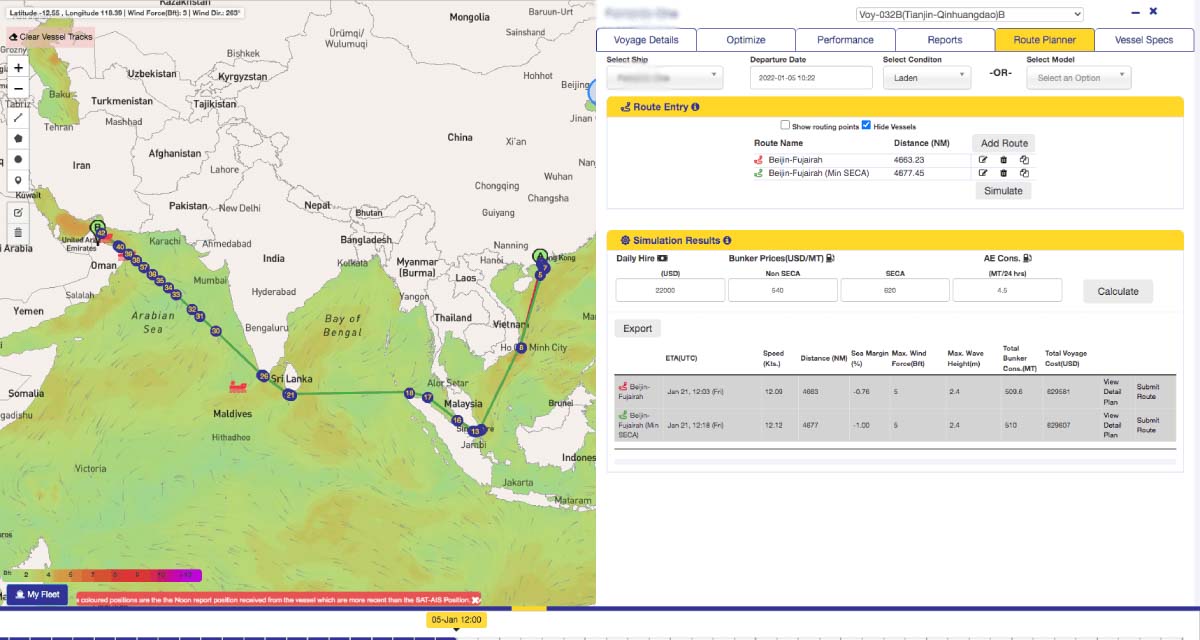 Latitude -12.55 , Longitude 118.39 | Wind Force(Bft): 3 | Wind Dir.: 263°
Clear Vessel Tracks
Kazakhstan
Mongolia
Baruun-Urt
Sainshand
Ürümqi/
Wulumuqi
Bishkek
Grozny
Uzbekistan
Kyrgyzstan
Hohhot
Beijing
Baku
Tabriz
Turkmenistan
Tajikistan
Jinan
Tehran
Mashhad
China
Xi'an
Afghanistan
Iran
Lahore
Wuhan
Chongqing
Changsha
Kuwait
Pakistan
New Delhi
Nepal
Bhutan
Guiyang
United Arab
Emirates
Karachi
Ahmedabad
Bangladesh
Nanning
Hong Kong
Arabia
Oman
India
Kolkata
Myanmar
(Burma)
Hanoi
Laos
Mumbai
Salalah
Hyderabad
Yangon
Yemen
Arabian
Sea
Bengaluru
Bay of
Bengal
Thailand
Vietnam
Ho
Minh City
Sri Lanka
Alor Setar
Somalia
Maldives
Malaysia
Brunei
Hithadhoo
Jambi
Indones
Victoria
Jakarta
Mataram
B
42
40
39
38
37
36
35
34
33
32
31
30
29
21
18
17
16
13
8
7
5
A
Bft
2
4
5
7
8
9
10
>12
My Fleet
coloured positions are the the Noon report position received from the vessel which are more recent than the SAT-AIS Position.
05-Jan 12:00
Voy-032B(Tianjin-Qinhuangdao)B
Voyage Details
Optimize
Performance
Reports
Route Planner
Vessel Specs
Select Ship
Departure Date
Select Conditon
Select Model
2022-01-05 10:22
Laden
-OR-
Select an Option
Route Entry
Show routing points
Hide Vessels
Route Name
Distance (NM)
Add Route
Beijin-Fujairah
4663.23
Beijin-Fujairah (Min SECA)
4677.45
Simulate
Simulation Results
Daily Hire
Bunker Prices(USD/MT)
AE Cons.
(USD)
Non SECA
SECA
(MT/24 hrs)
22000
540
620
4.5
Calculate
Export
ETA(UTC)
Speed
(Kts.)
Distance (NM)
Sea Margin
(%)
Max. Wind
Force(Bft)
Max. Wave
Height(m)
Total
Bunker
Cons.(MT)
Total Voyage
Cost(USD)
Beijin-
Fujairah
Jan 21, 12:03 (Fri)
12.09
4663
-0.76
5
2.4
509.6
629581
View
Detail
Plan
Submit
Route
Beijin-
Fujairah (Min
SECA)
Jan 21, 12:18 (Fri)
12.12
4677
-1.00
5
2.4
510
629607
View
Detail
Plan
Submit
Route